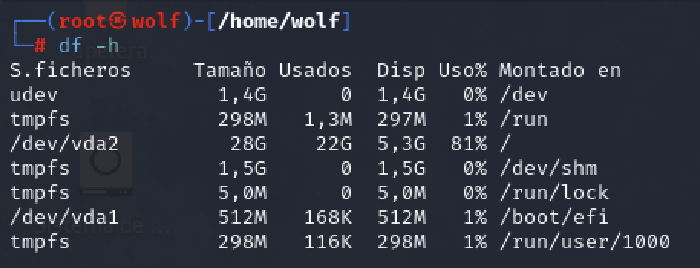 ┌──(root㉿wolf)-[/home/wolf]
└─# df -h
S.ficheros     Tamaño Usados  Disp Uso% Montado en
udev             1,4G      0  1,4G   0% /dev
tmpfs            298M   1,3M  297M   1% /run
/dev/vda2         28G    22G  5,3G  81% /
tmpfs            1,5G      0  1,5G   0% /dev/shm
tmpfs            5,0M      0  5,0M   0% /run/lock
/dev/vda1        512M   168K  512M   1% /boot/efi
tmpfs            298M   116K  298M   1% /run/user/1000